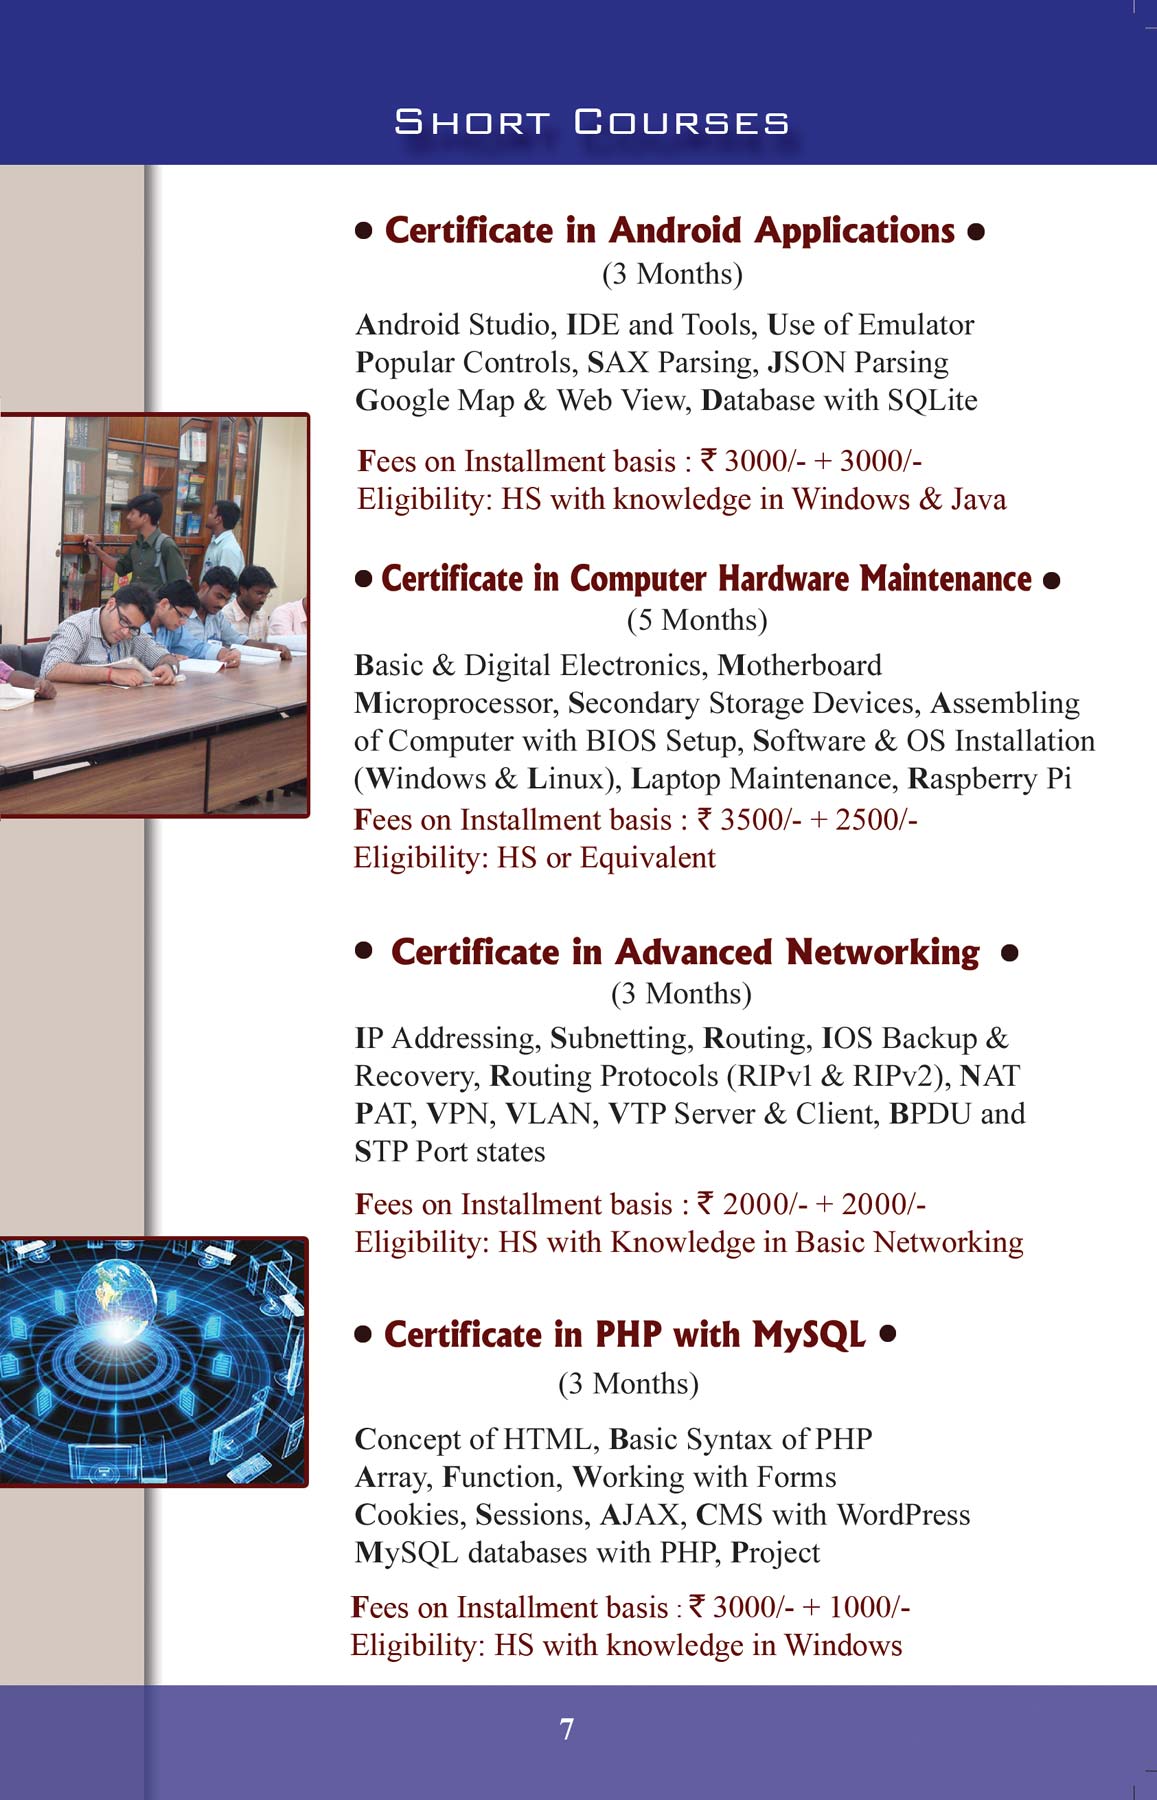 Short Courses
• Certificate in Android Applications •
(3 Months)
Android Studio, IDE and Tools, Use of Emulator
Popular Controls, SAX Parsing, JSON Parsing
Google Map & Web View, Database with SQLite
Fees on Installment basis : ₹ 3000/- + 3000/-
Eligibility: HS with knowledge in Windows & Java
• Certificate in Computer Hardware Maintenance •
(5 Months)
Basic & Digital Electronics, Motherboard
Microprocessor, Secondary Storage Devices, Assembling
of Computer with BIOS Setup, Software & OS Installation
(Windows & Linux), Laptop Maintenance, Raspberry Pi
Fees on Installment basis : ₹ 3500/- + 2500/-
Eligibility: HS or Equivalent
• Certificate in Advanced Networking •
(3 Months)
IP Addressing, Subnetting, Routing, IOS Backup &
Recovery, Routing Protocols (RIPv1 & RIPv2), NAT
PAT, VPN, VLAN, VTP Server & Client, BPDU and
STP Port states
Fees on Installment basis : ₹ 2000/- + 2000/-
Eligibility: HS with Knowledge in Basic Networking
• Certificate in PHP with MySQL •
(3 Months)
Concept of HTML, Basic Syntax of PHP
Array, Function, Working with Forms
Cookies, Sessions, AJAX, CMS with WordPress
MySQL databases with PHP, Project
Fees on Installment basis : ₹ 3000/- + 1000/-
Eligibility: HS with knowledge in Windows
7